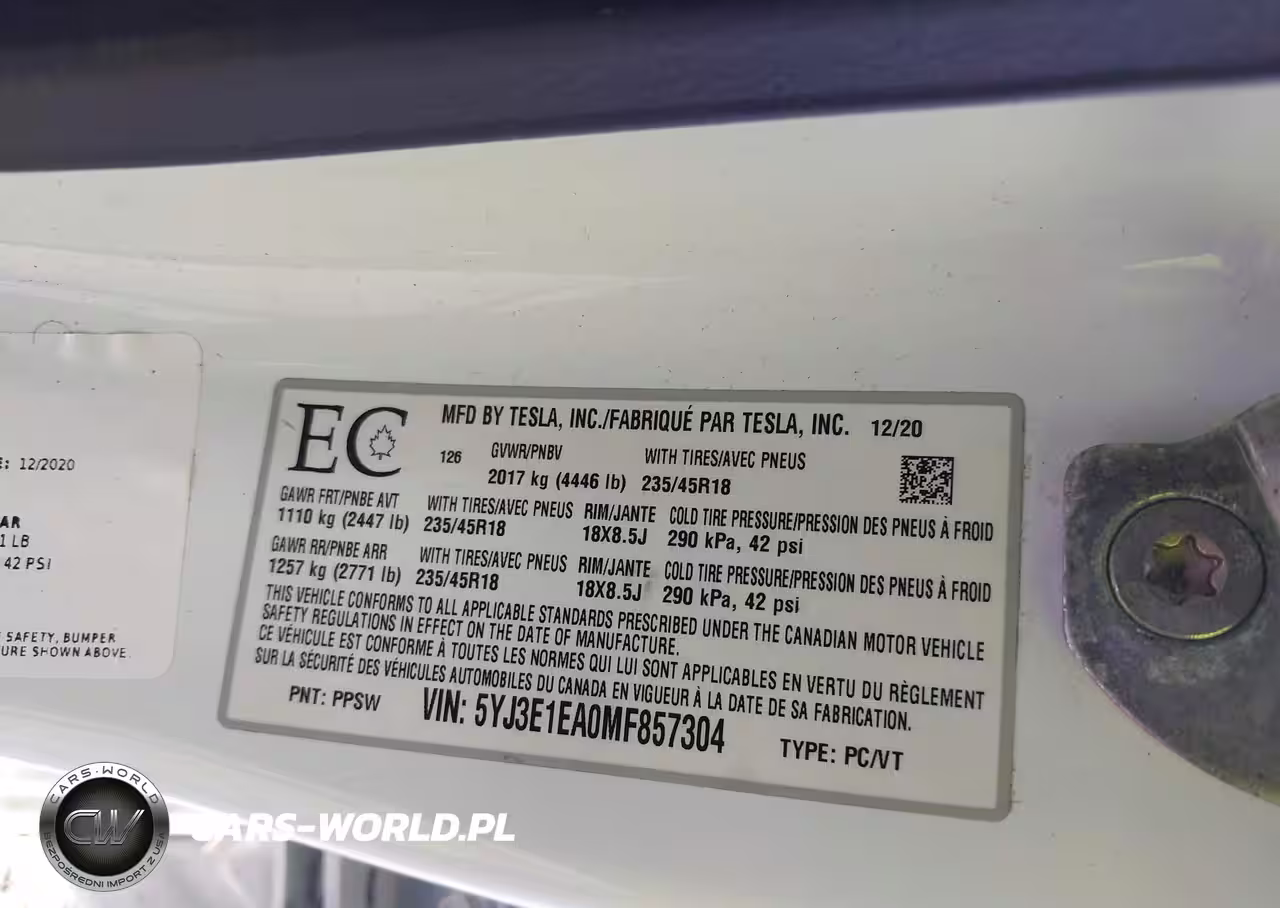 E: 12/2020
AR
1 LB
42 PSI
SAFETY, BUMPER
URE SHOWN ABOVE.
EC
MFD BY TESLA, INC./FABRIQUÉ PAR TESLA, INC. 12/20
126 GVWR/PNBV WITH TIRES/AVEC PNEUS
2017 kg (4446 lb) 235/45R18
GAWR FRT/PNBE AVT WITH TIRES/AVEC PNEUS RIM/JANTE COLD TIRE PRESSURE/PRESSION DES PNEUS À FROID
1110 kg (2447 lb) 235/45R18 18X8.5J 290 kPa, 42 psi
GAWR RR/PNBE ARR WITH TIRES/AVEC PNEUS RIM/JANTE COLD TIRE PRESSURE/PRESSION DES PNEUS À FROID
1257 kg (2771 lb) 235/45R18 18X8.5J 290 kPa, 42 psi
THIS VEHICLE CONFORMS TO ALL APPLICABLE STANDARDS PRESCRIBED UNDER THE CANADIAN MOTOR VEHICLE
SAFETY REGULATIONS IN EFFECT ON THE DATE OF MANUFACTURE.
CE VÉHICULE EST CONFORME À TOUTES LES NORMES QUI LUI SONT APPLICABLES EN VERTU DU RÈGLEMENT
SUR LA SÉCURITÉ DES VÉHICULES AUTOMOBILES DU CANADA EN VIGUEUR À LA DATE DE SA FABRICATION.
PNT: PPSW VIN: 5YJ3E1EA0MF857304 TYPE: PC/VT
CARS-WORLD
CW
BEZPOŚREDNI IMPORT Z USA
CARS-WORLD.PL